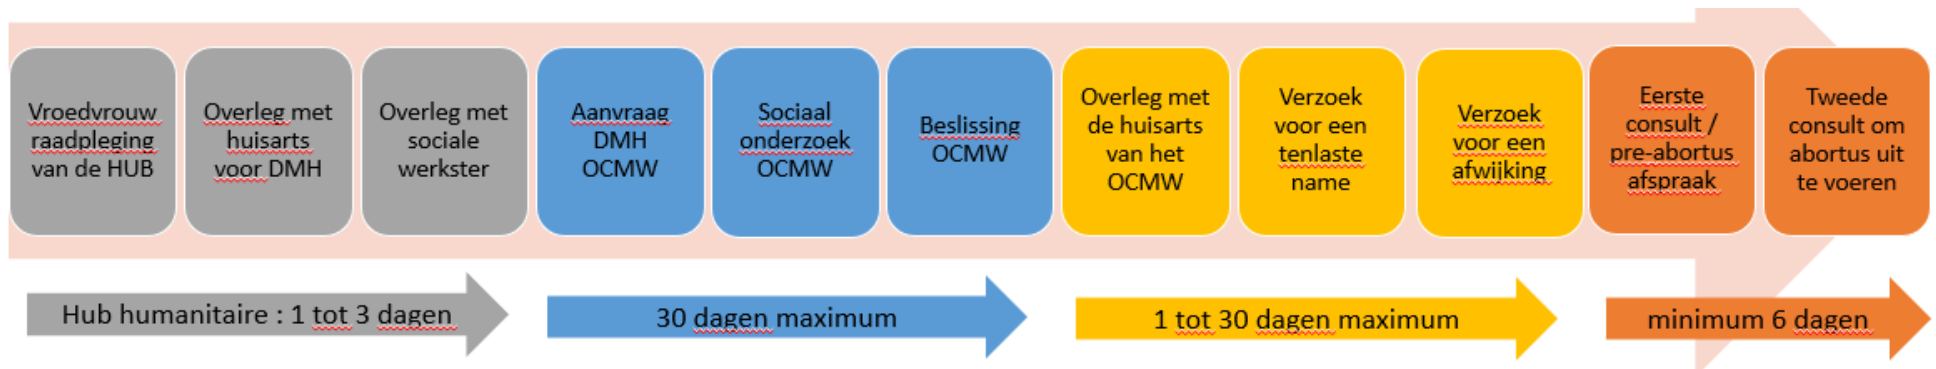 Vroedvrouw
raadpleging
van de HUB
Overleg met
huisarts
voor DMH
Overleg met
sociale
werkster
Aanvraag
DMH
OCMW
Sociaal
onderzoek
OCMW
Beslissing
OCMW
Overleg met
de huisarts
van het
OCMW
Verzoek
voor een
tenlaste
name
Verzoek
voor een
afwijking
Eerste
consult /
pre-abortus
afspraak
Tweede
consult om
abortus uit
te voeren
Hub humanitaire : 1 tot 3 dagen
30 dagen maximum
1 tot 30 dagen maximum
minimum 6 dagen